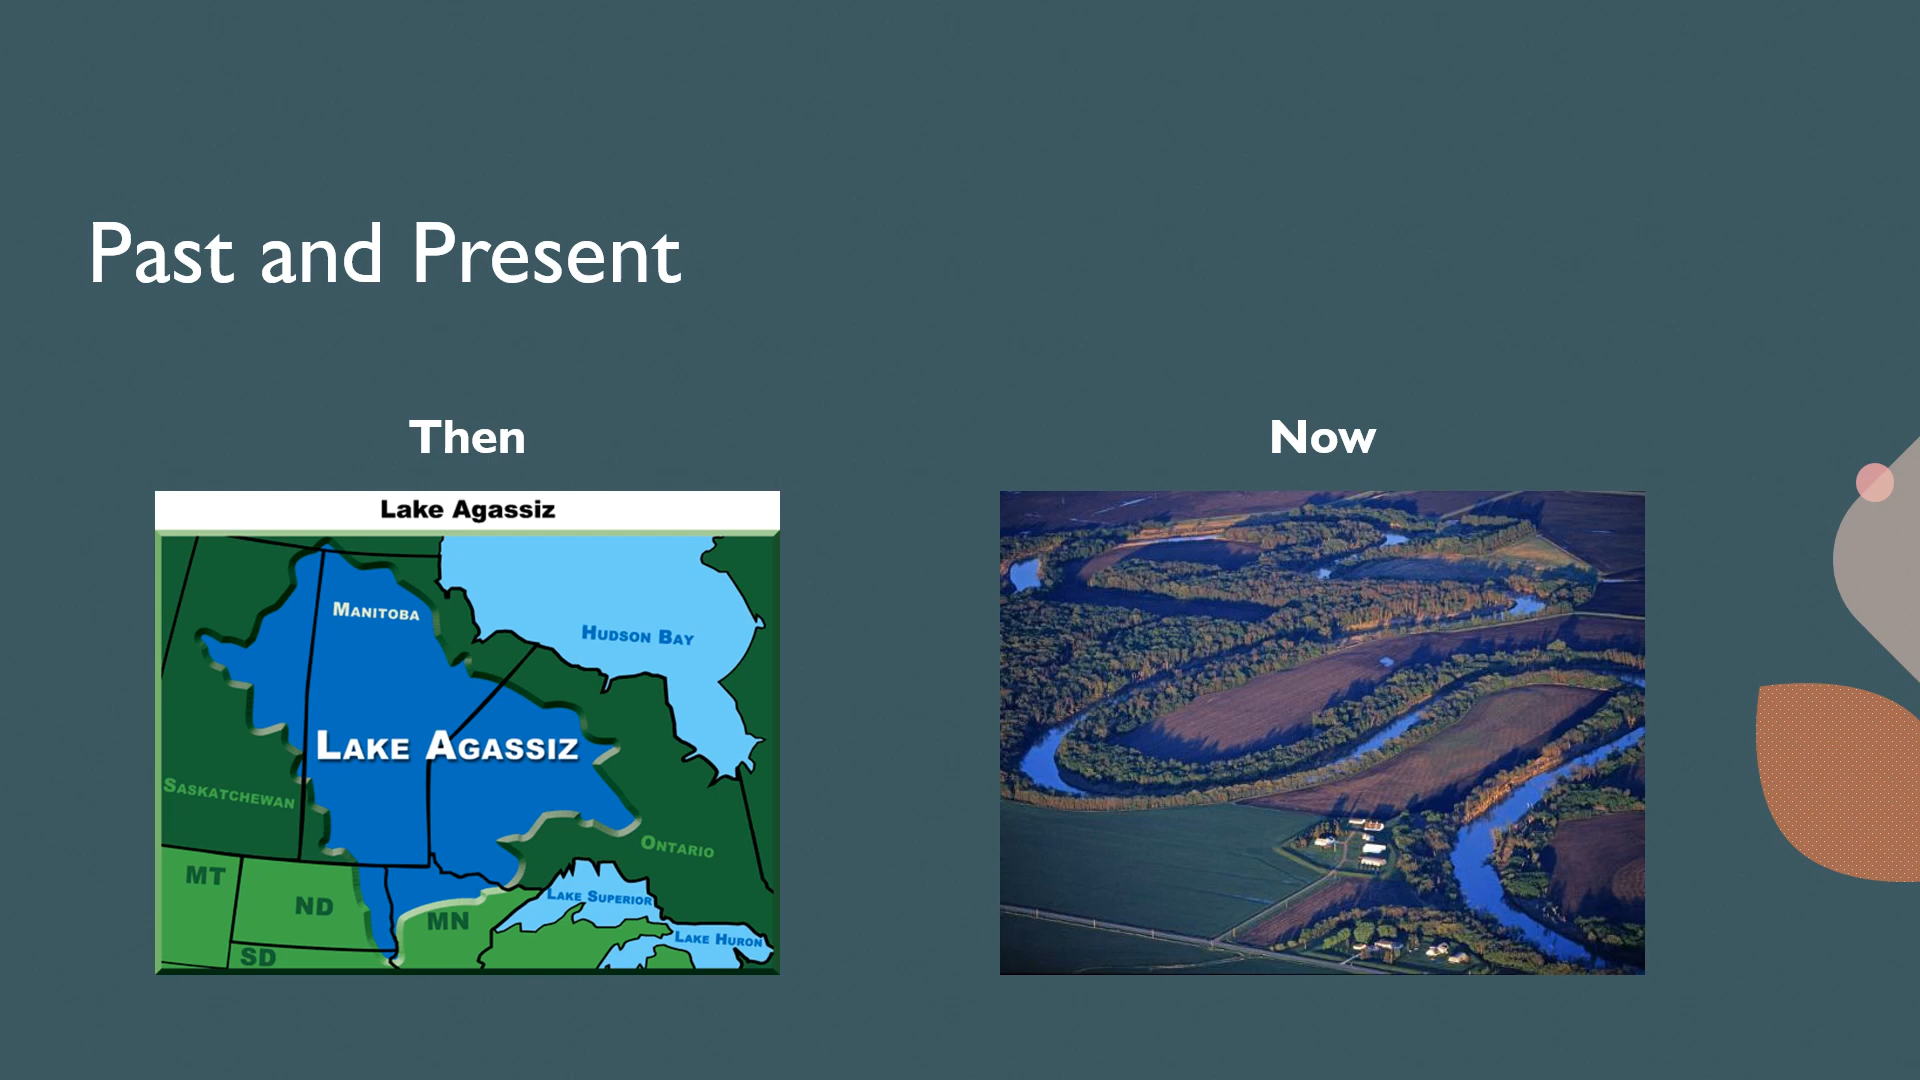 Past and Present
Then
Now
Lake Agassiz
Manitoba
Hudson Bay
Lake Agassiz
Saskatchewan
Ontario
MT
ND
MN
SD
Lake Superior
Lake Huron